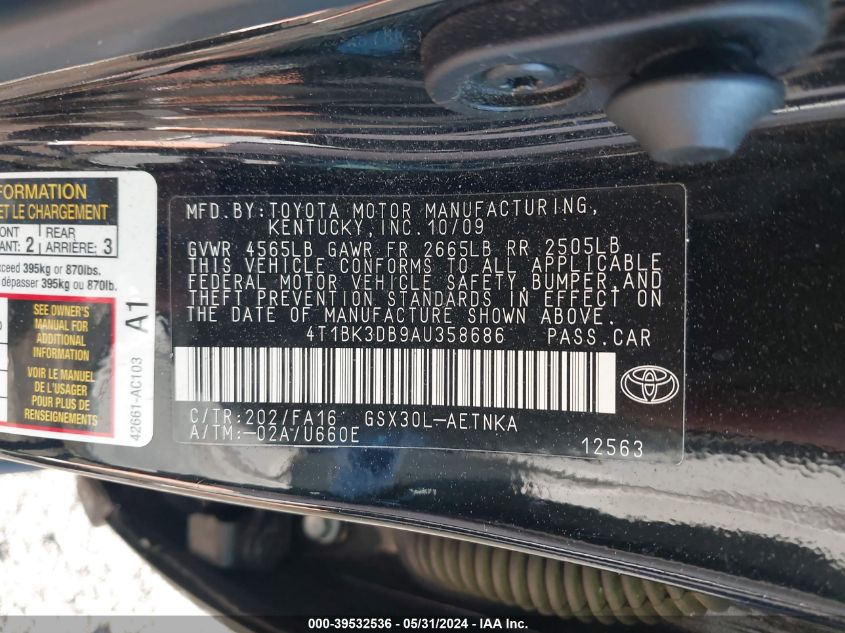 FORMATION
ET LE CHARGEMENT
ONT REAR
ANT: 2 ARRIÈRE: 3
xceed 395kg or 870lbs.
dépasser 395kg ou 870lb.
SEE OWNER'S
MANUAL FOR
ADDITIONAL
INFORMATION
VOIR LE MANUEL
DE L'USAGER
POUR PLUS DE
RENSEIGNEMENTS
A1
42661-AC103
MFD.BY:TOYOTA MOTOR MANUFACTURING,
KENTUCKY,INC.10/09
GVWR 4565LB GAWR FR 2665LB RR 2505LB
THIS VEHICLE CONFORMS TO ALL APPLICABLE
FEDERAL MOTOR VEHICLE SAFETY,BUMPER,AND
THEFT PREVENTION STANDARDS IN EFFECT ON
THE DATE OF MANUFACTURE SHOWN ABOVE.
4T1BK3DB9AU358686 PASS.CAR
C/TR:202/FA16 GSX30L-AETNKA
A/TM:-02A/U660E
12563
000-39532536 - 05/31/2024 - IAA Inc.